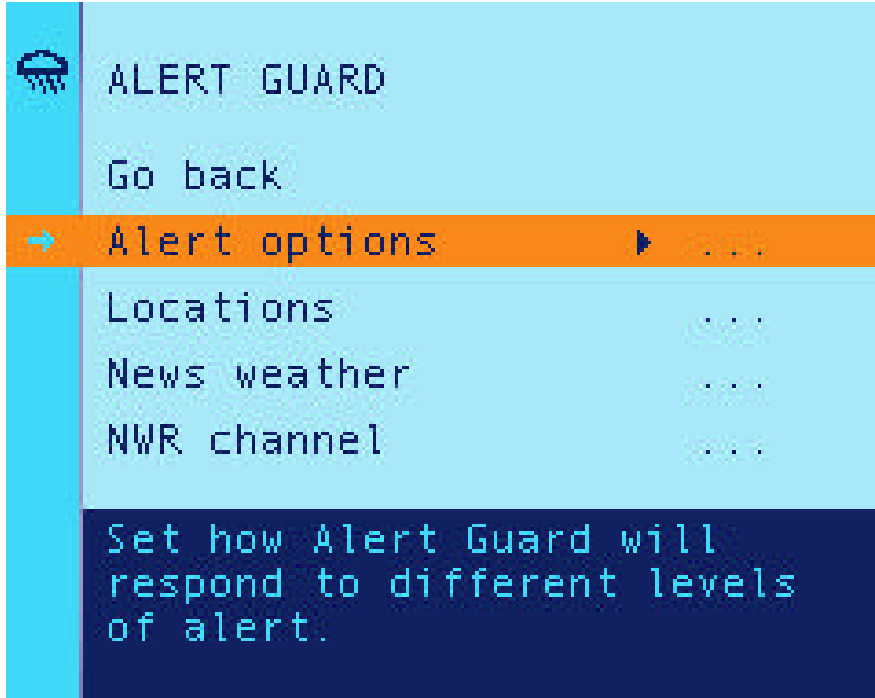 ALERT GUARD
Go back
Alert options ...
Locations ...
News weather ...
NWR channel ...
Set how Alert Guard will
respond to different levels
of alert.